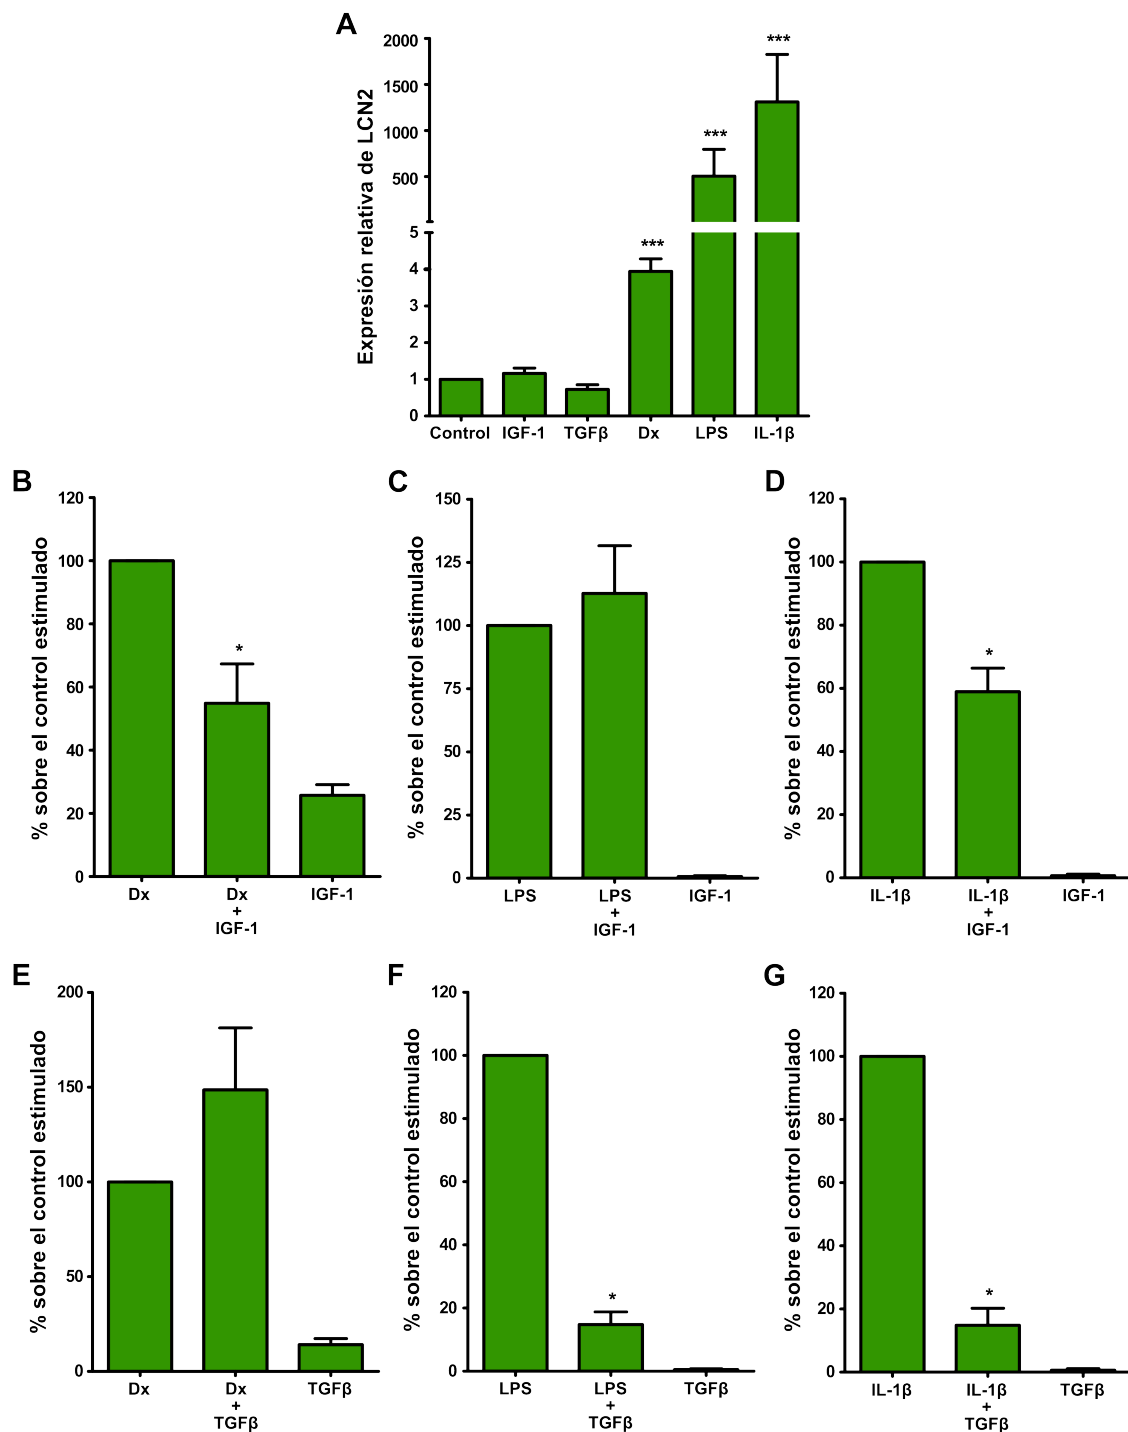 A
Expresión relativa de LCN2
2000
1500
1000
500
5
4
3
2
1
0
***
***
***
Control IGF-1 TGFβ Dx LPS IL-1β
B
% sobre el control estimulado
120
100
80
60
40
20
0
*
Dx Dx IGF-1
+
IGF-1
C
% sobre el control estimulado
150
125
100
75
50
25
0
LPS LPS IGF-1
+
IGF-1
D
% sobre el control estimulado
120
100
80
60
40
20
0
*
IL-1β IL-1β IGF-1
+
IGF-1
E
% sobre el control estimulado
200
150
100
50
0
Dx Dx TGFβ
+
TGFβ
F
% sobre el control estimulado
120
100
80
60
40
20
0
*
LPS LPS TGFβ
+
TGFβ
G
% sobre el control estimulado
120
100
80
60
40
20
0
*
IL-1β IL-1β TGFβ
+
TGFβ